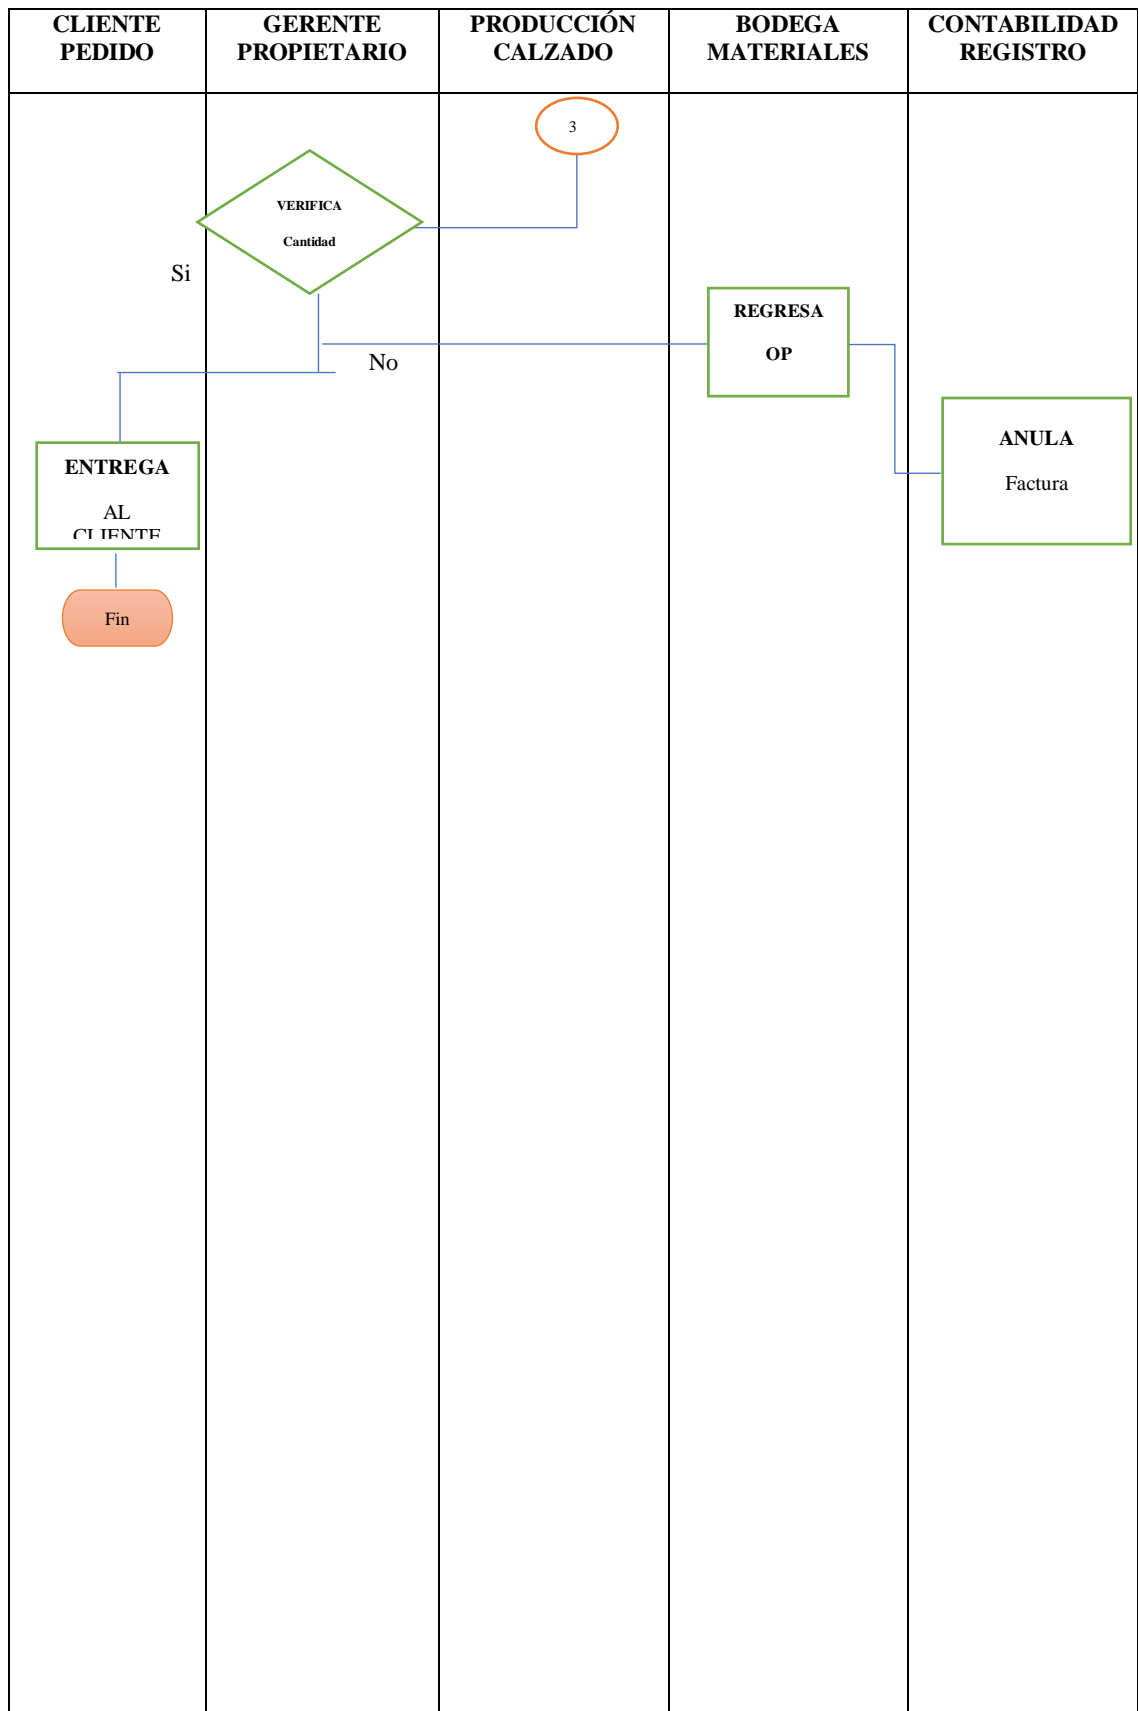 CLIENTE
PEDIDO
GERENTE
PROPIETARIO
PRODUCCIÓN
CALZADO
BODEGA
MATERIALES
CONTABILIDAD
REGISTRO
3
VERIFICA
Cantidad
Si
REGRESA
OP
No
ANULA
Factura
ENTREGA
AL
CLIENTE
Fin